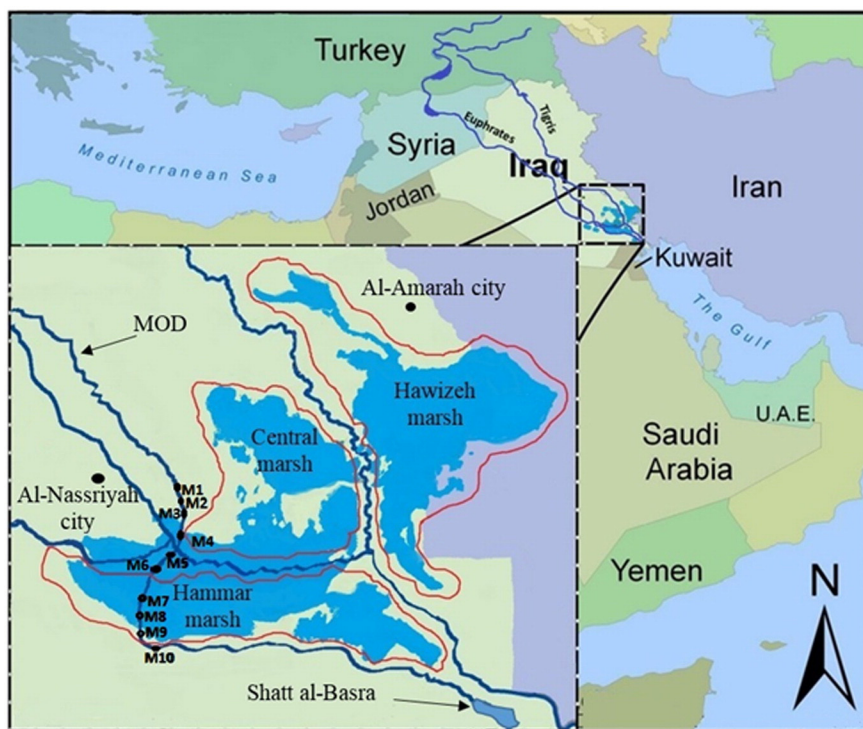 Turkey
Syria
Tigris
Euphrates
Iraq
Iran
Mediterranean Sea
Jordan
Kuwait
The Gulf
U.A.E.
Saudi
Arabia
Yemen
N
Al-Amarah city
MOD
Hawizeh
marsh
Central
marsh
Al-Nassriyah
city
M1
M2
M3
M4
M5
M6
Hammar
marsh
M7
M8
M9
M10
Shatt al-Basra